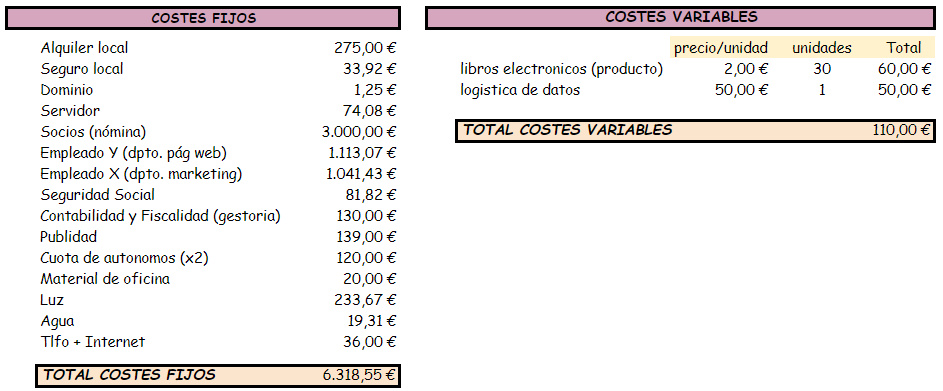 COSTES FIJOS
Alquiler local 275,00 €
Seguro local 33,92 €
Dominio 1,25 €
Servidor 74,08 €
Socios (nómina) 3.000,00 €
Empleado Y (dpto. pág web) 1.113,07 €
Empleado X (dpto. marketing) 1.041,43 €
Seguridad Social 81,82 €
Contabilidad y Fiscalidad (gestoria) 130,00 €
Publidad 139,00 €
Cuota de autonomos (x2) 120,00 €
Material de oficina 20,00 €
Luz 233,67 €
Agua 19,31 €
Tlfo + Internet 36,00 €
TOTAL COSTES FIJOS 6.318,55 €
COSTES VARIABLES
precio/unidad unidades Total
libros electronicos (producto) 2,00 € 30 60,00 €
logistica de datos 50,00 € 1 50,00 €
TOTAL COSTES VARIABLES 110,00 €